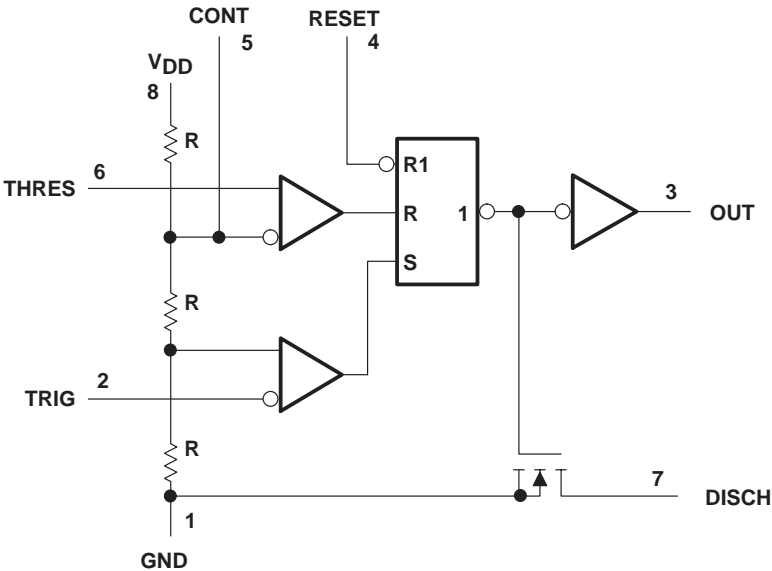 CONT
5
RESET
4
VDD
8
R
6
THRES
R1
R
1
S
3
OUT
R
2
TRIG
R
7
DISCH
1
GND